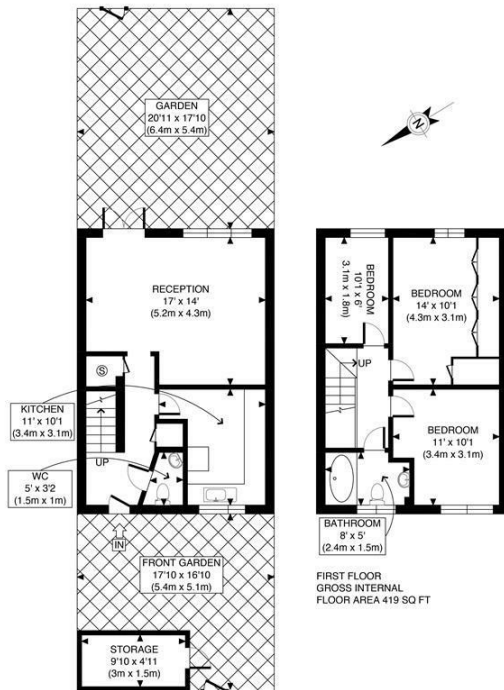 GARDEN
20'11 x 17'10
(6.4m x 5.4m)
N
RECEPTION
17' x 14'
(5.2m x 4.3m)
S
KITCHEN
11' x 10'1
(3.4m x 3.1m)
WC
5' x 3'2
(1.5m x 1m)
UP
IN
FRONT GARDEN
17'10 x 16'10
(5.4m x 5.1m)
STORAGE
9'10 x 4'11
(3m x 1.5m)
BEDROOM
10'1 x 6'
3.1m x 1.8m)
BEDROOM
14' x 10'1
(4.3m x 3.1m)
UP
BEDROOM
11' x 10'1
(3.4m x 3.1m)
BATHROOM
8' x 5'
(2.4m x 1.5m)
FIRST FLOOR
GROSS INTERNAL
FLOOR AREA 419 SQ FT